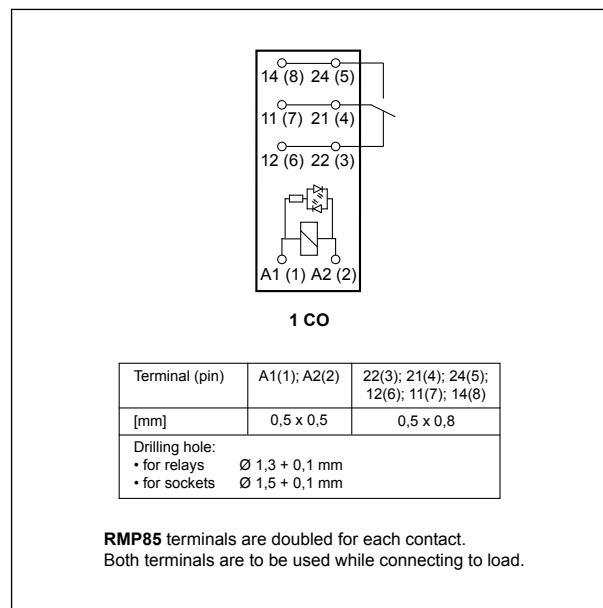 14 (8) 24 (5)
11 (7) 21 (4)
12 (6) 22 (3)
A1 (1) A2 (2)
1 CO
Terminal (pin) A1(1); A2(2) 22(3); 21(4); 24(5);
12(6); 11(7); 14(8)
[mm] 0,5 x 0,5 0,5 x 0,8
Drilling hole:
• for relays Ø 1,3 + 0,1 mm
• for sockets Ø 1,5 + 0,1 mm
RMP85 terminals are doubled for each contact.
Both terminals are to be used while connecting to load.